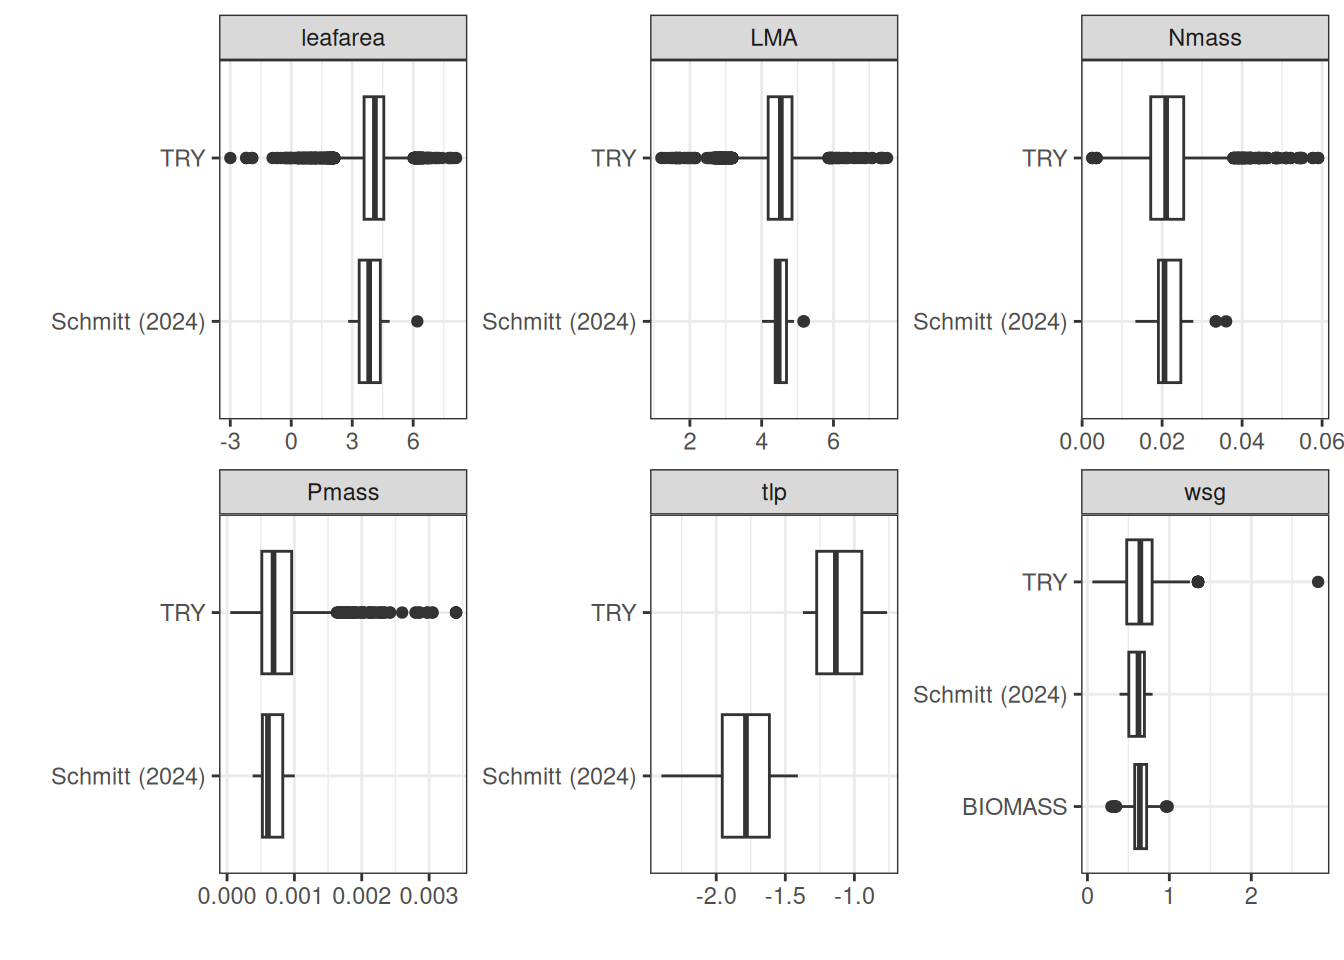 leafarea LMA Nmass
TRY TRY TRY
Schmitt (2024) Schmitt (2024) Schmitt (2024)
-3 0 3 6 2 4 6 0.00 0.02 0.04 0.06
Pmass tlp wsg
TRY
TRY TRY
Schmitt (2024)
Schmitt (2024) Schmitt (2024)
BIOMASS
0.000 0.001 0.002 0.003 -2.0 -1.5 -1.0 0 1 2